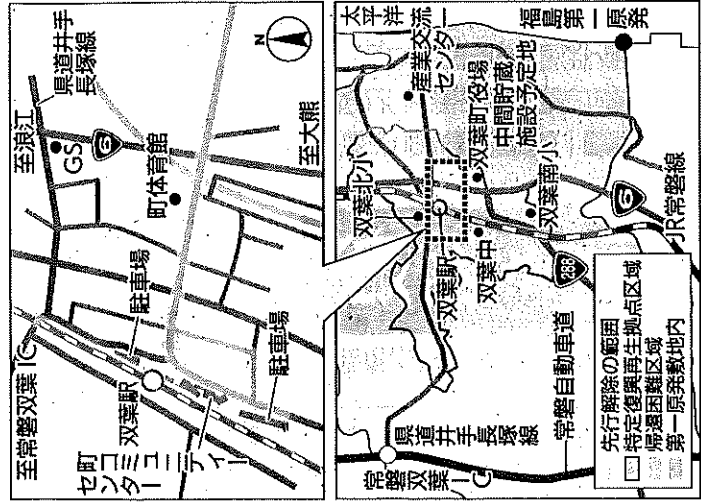 至浪江
県道井手
長塚線
GS
6
N
町体育館
至大熊
駐車場
至常磐双葉IC
双葉駅
駐車場
町コミュニティー
センター
太平洋
福島
第一原発
産業交流
センター
双葉町役場
中間貯蔵
施設予定地
双葉北小
双葉南小
双葉駅
双葉中
288
6
JR常磐線
県道井手長塚線
常磐自動車道
常磐
双葉IC
先行解除の範囲
特定復興再生拠点区域
帰還困難区域
第一原発敷地内